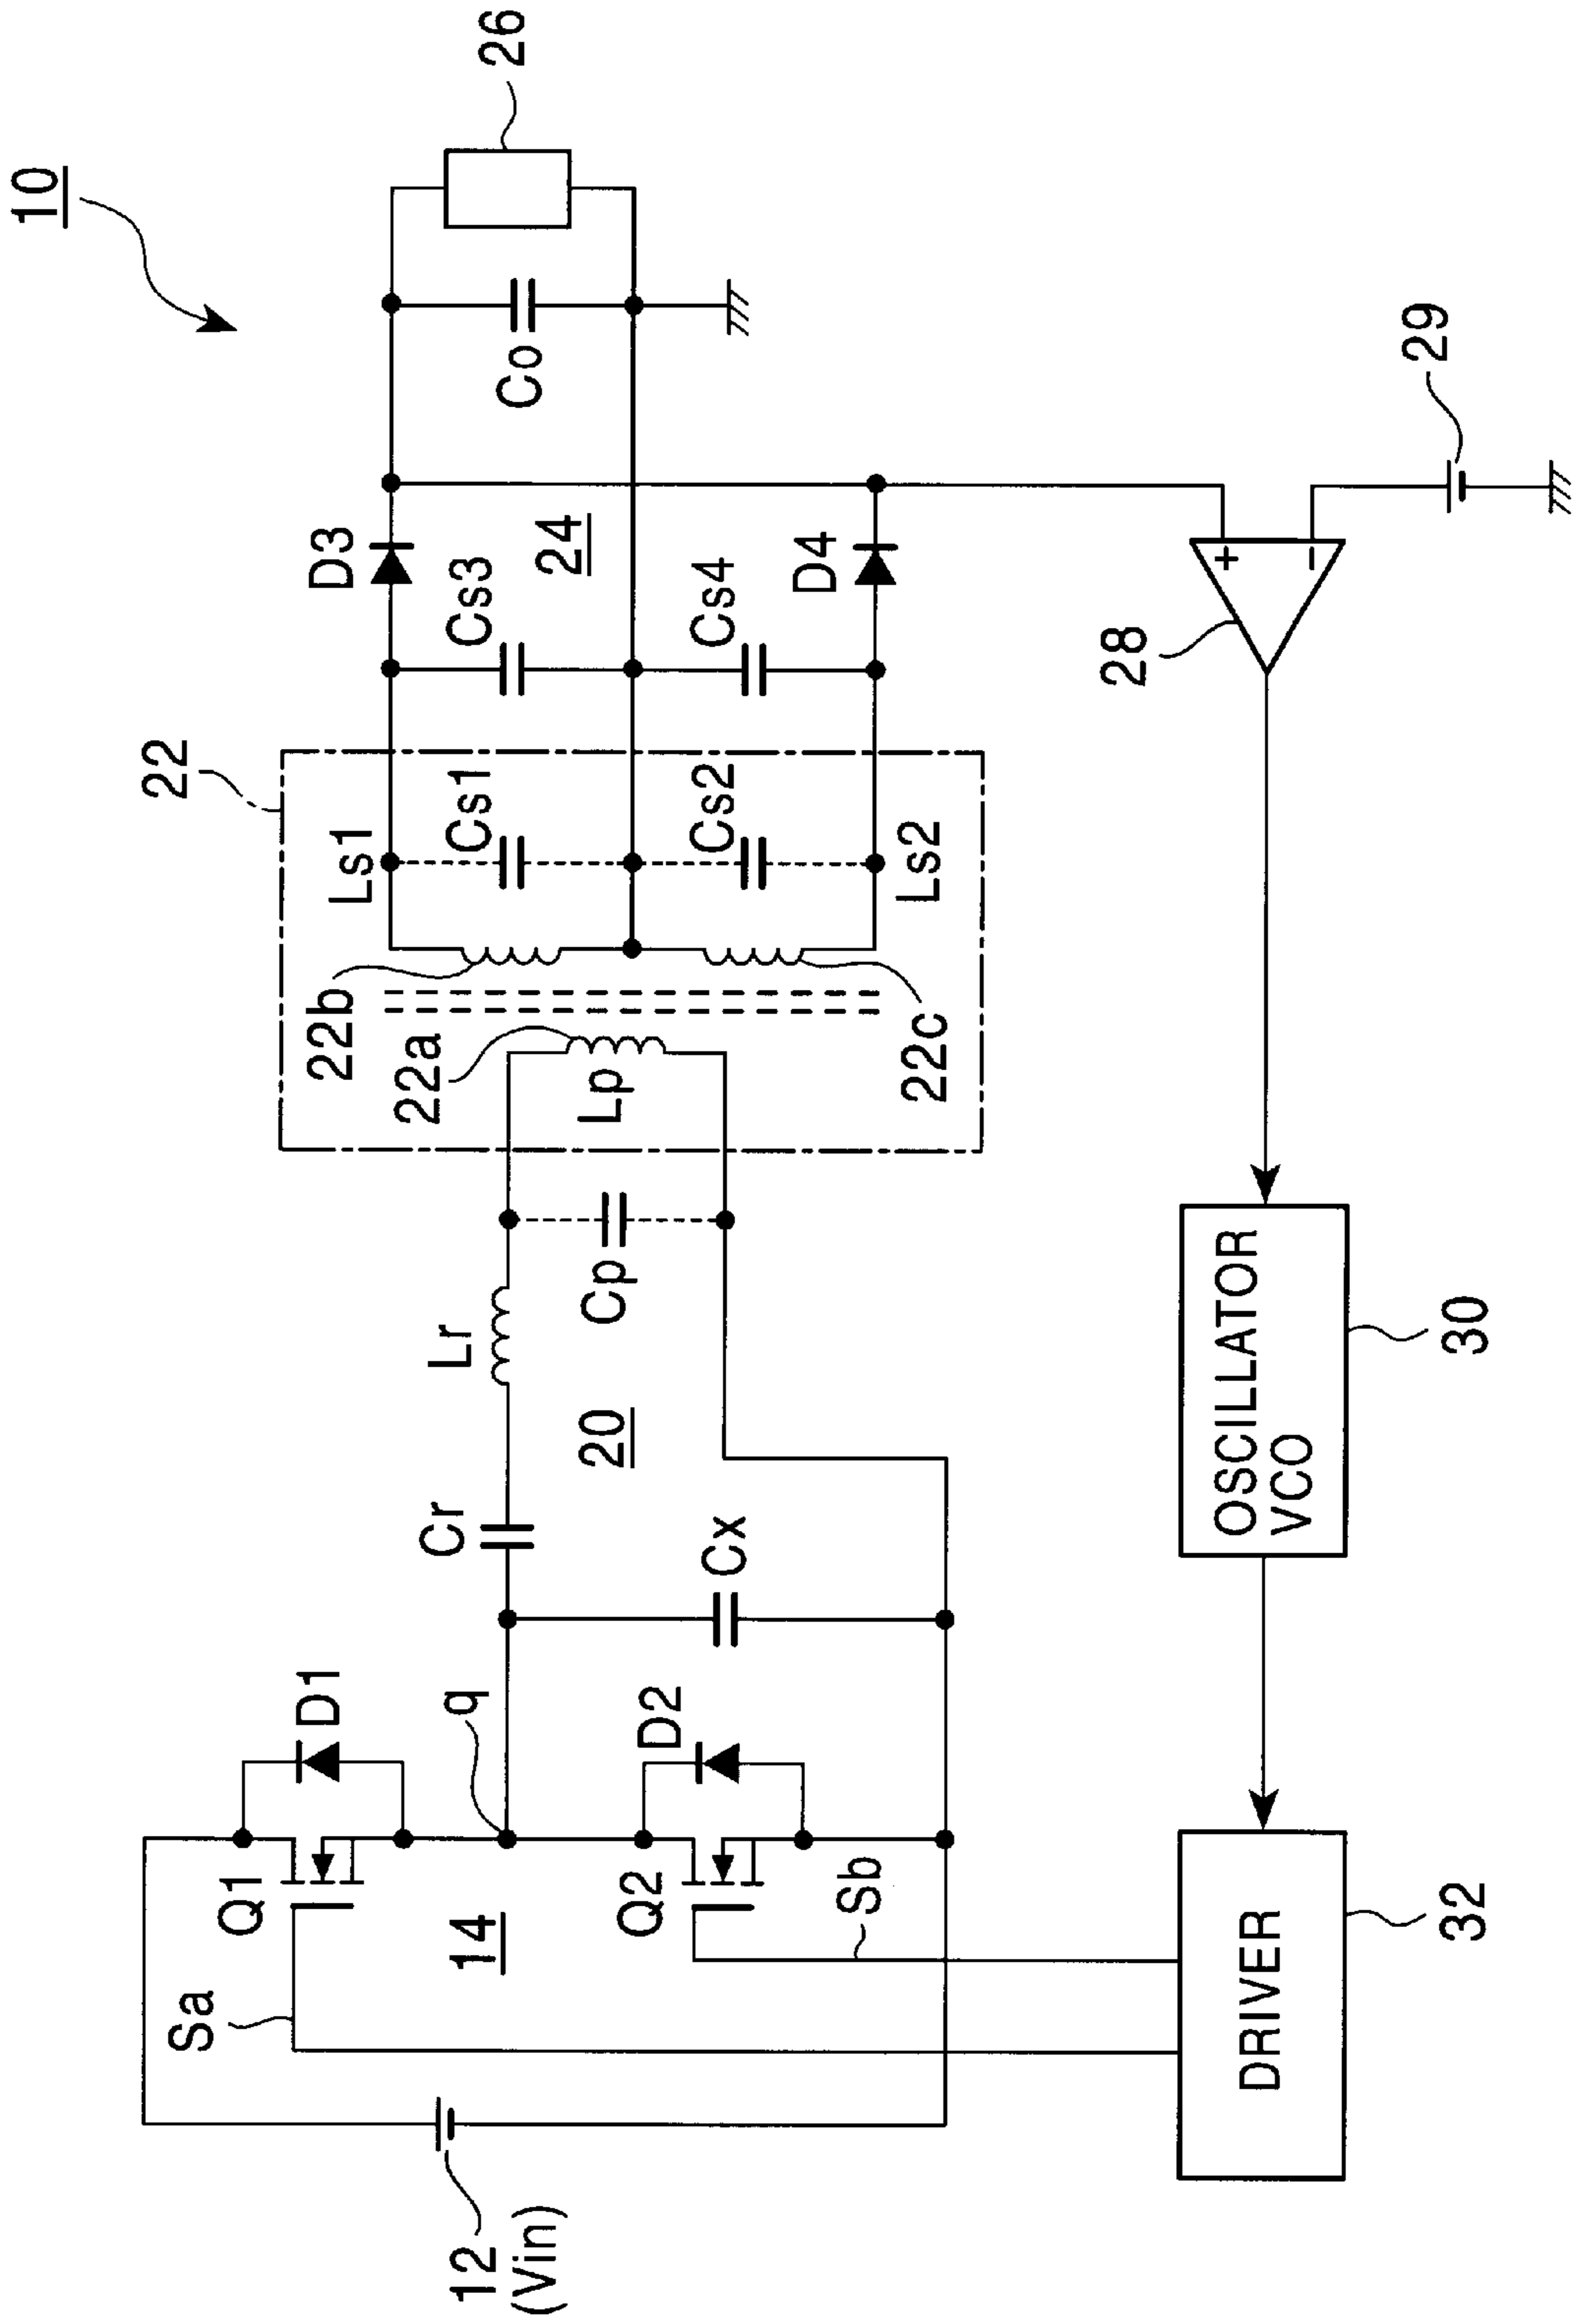 10
22
26
Ls1
D3
22b
Cs1
Cs3
Co
D1
22a
24
Q1
q
Cr
Lr
Sa
12
(Vin)
14
20
Cp
Lp
Cs2
Cs4
D2
Q2
Cx
D4
Sb
22c
Ls2
28
+
-
29
DRIVER
OSCILLATOR
VCO
32
30